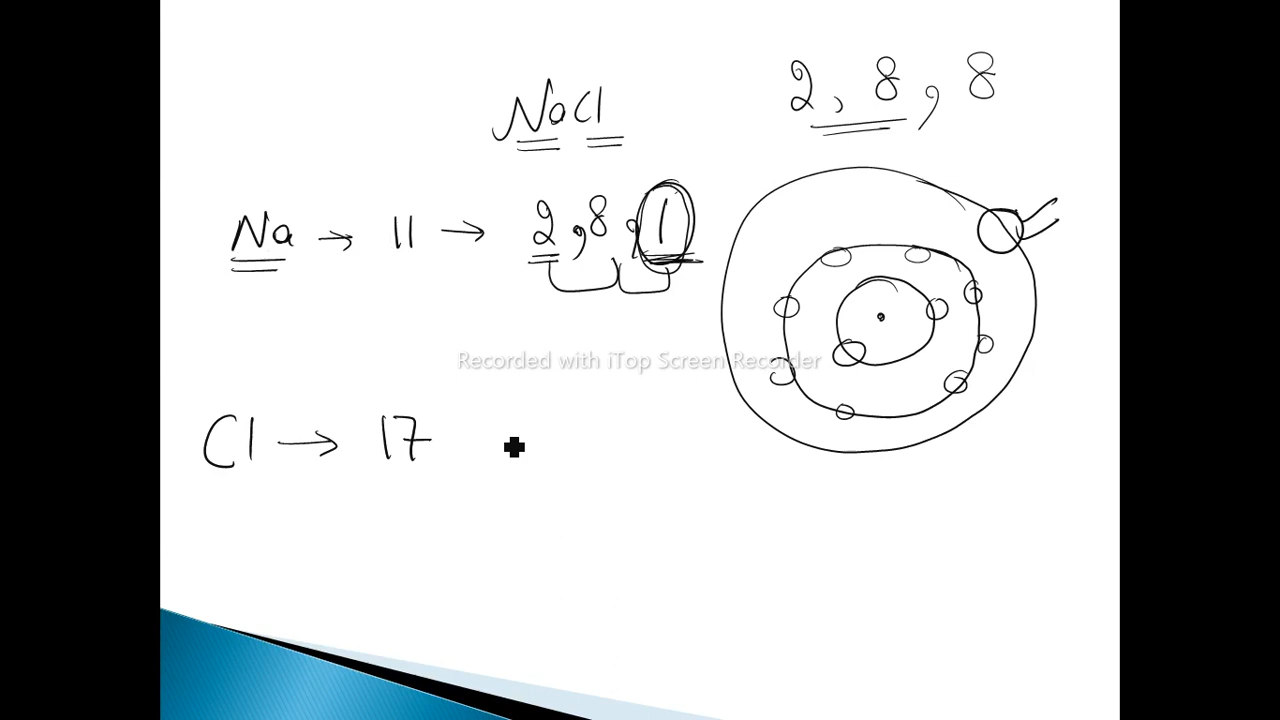 2, 8, 8
NaCl
Na → 11 → 2, 8, 1
Recorded with iTop Screen Recorder
Cl → 17